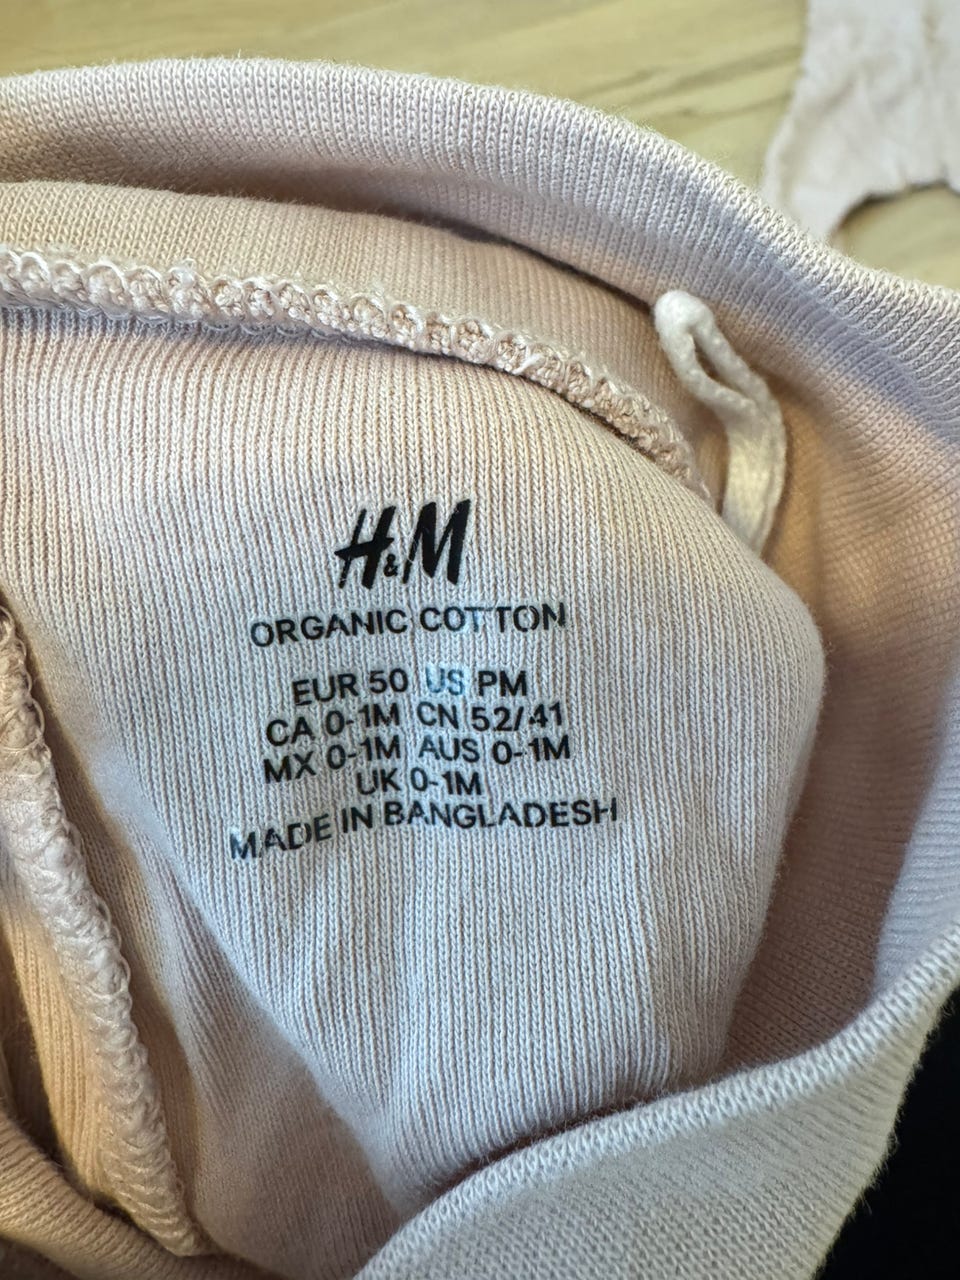 H&M
ORGANIC COTTON
EUR 50 US PM
CA 0-1M CN 52/41
MX 0-1M AUS 0-1M
UK 0-1M
MADE IN BANGLADESH